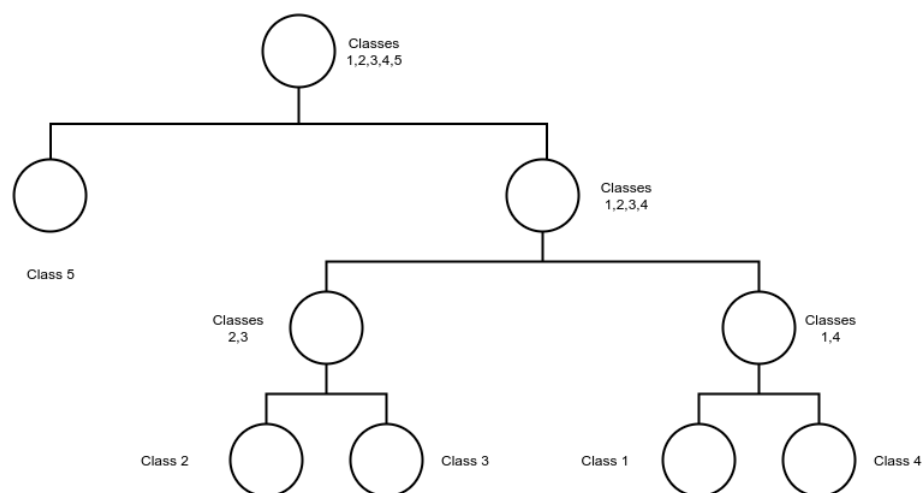 Classes
1,2,3,4,5
Classes
1,2,3,4
Class 5
Classes
2,3
Classes
1,4
Class 2
Class 3
Class 1
Class 4